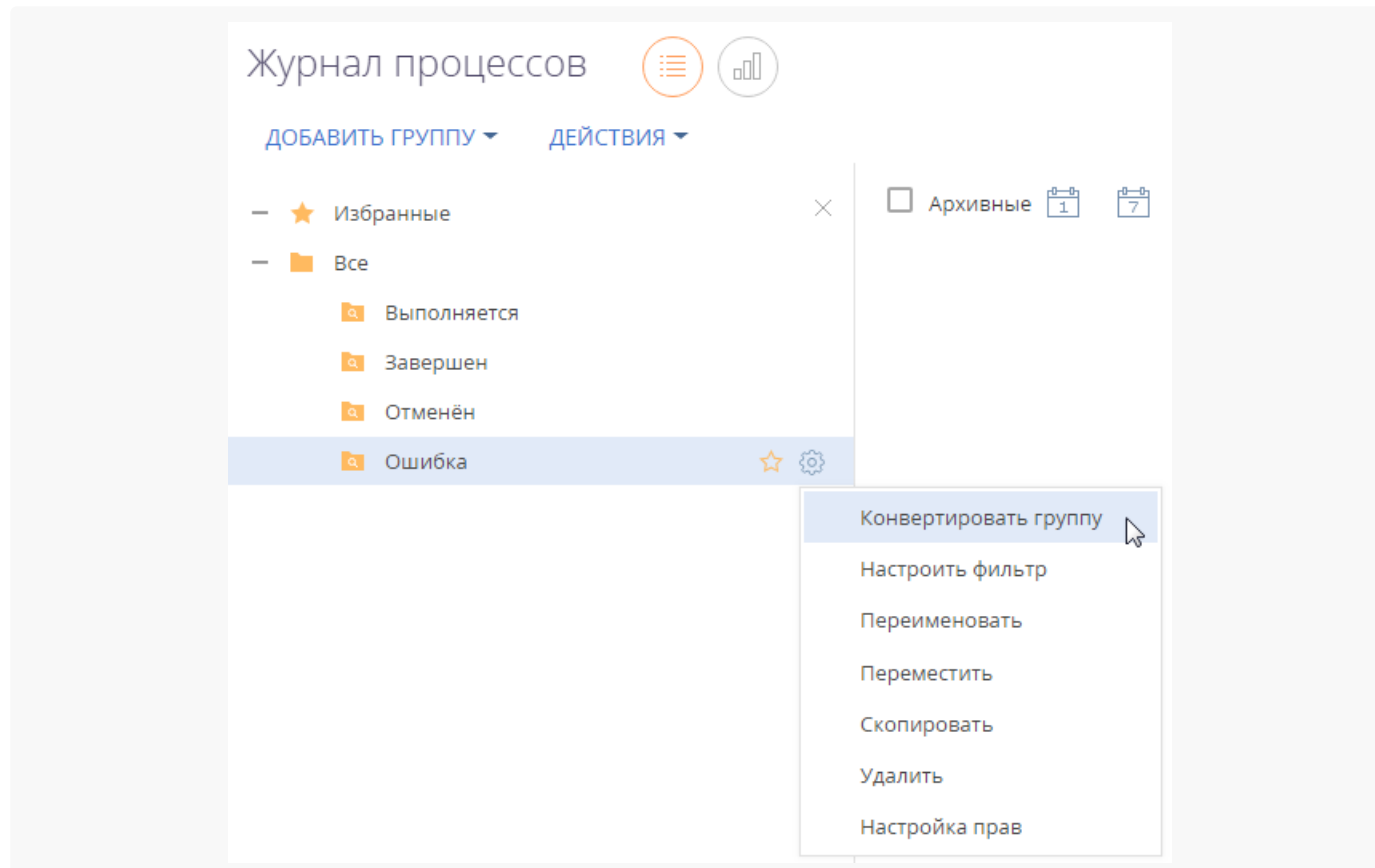 Журнал процессов
ДОБАВИТЬ ГРУППУ ДЕЙСТВИЯ
Избранные
Архивные 1 7
Все
Выполняется
Завершен
Отменён
Ошибка
Конвертировать группу
Настроить фильтр
Переименовать
Переместить
Скопировать
Удалить
Настройка прав